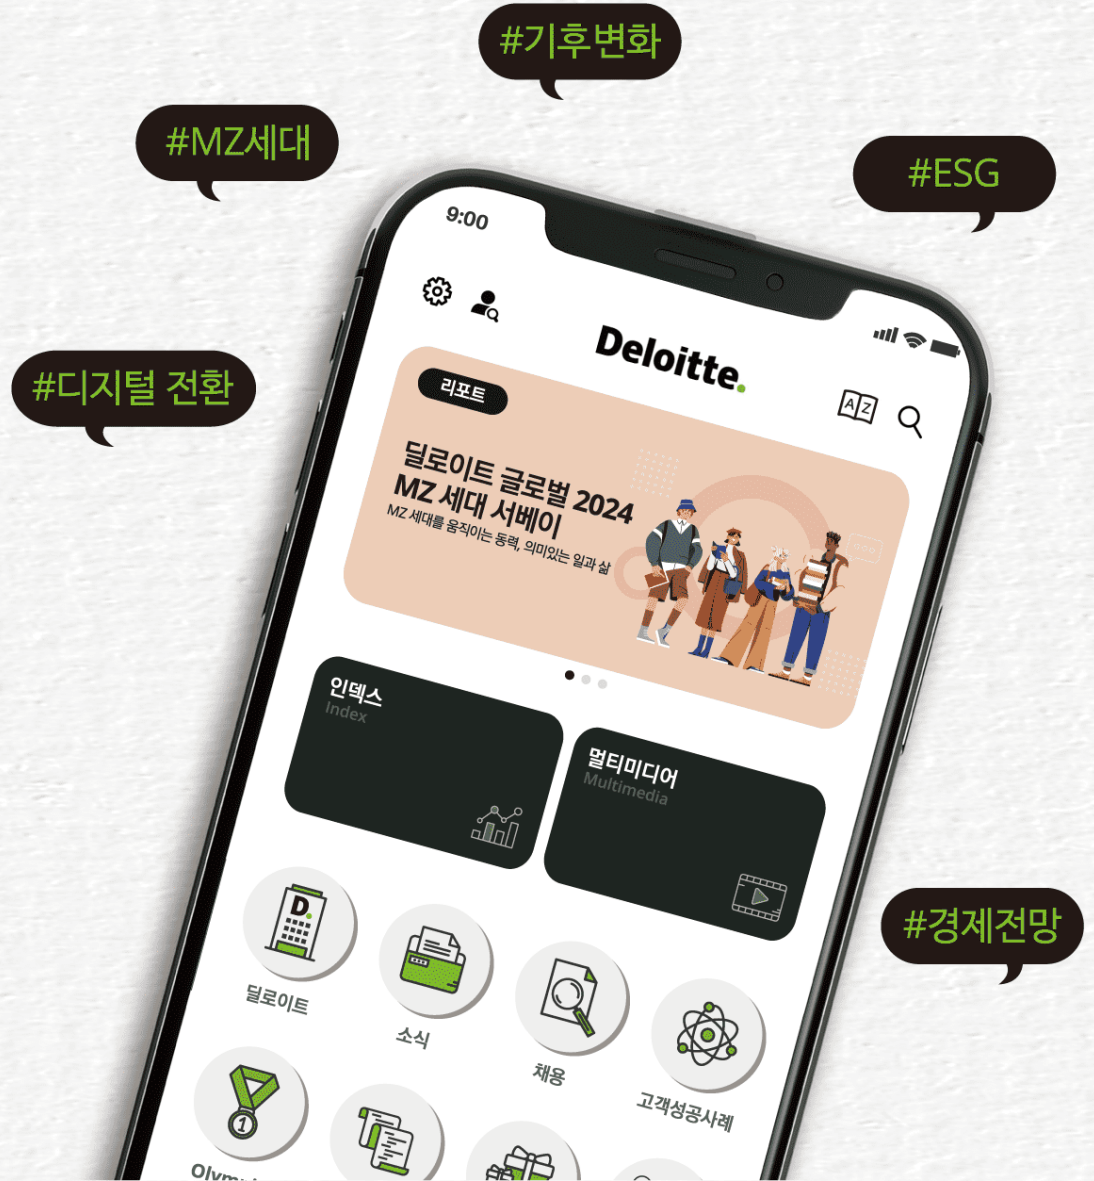 #기후변화
#MZ세대
#ESG
9:00
Deloitte.
#디지털 전환
A Z
리포트
딜로이트 글로벌 2024
MZ 세대 서베이
MZ 세대를 움직이는 동력, 의미있는 일과 삶
인덱스
Index
멀티미디어
Multimedia
#경제전망
D.
딜로이트
소식
채용
고객성공사례
1